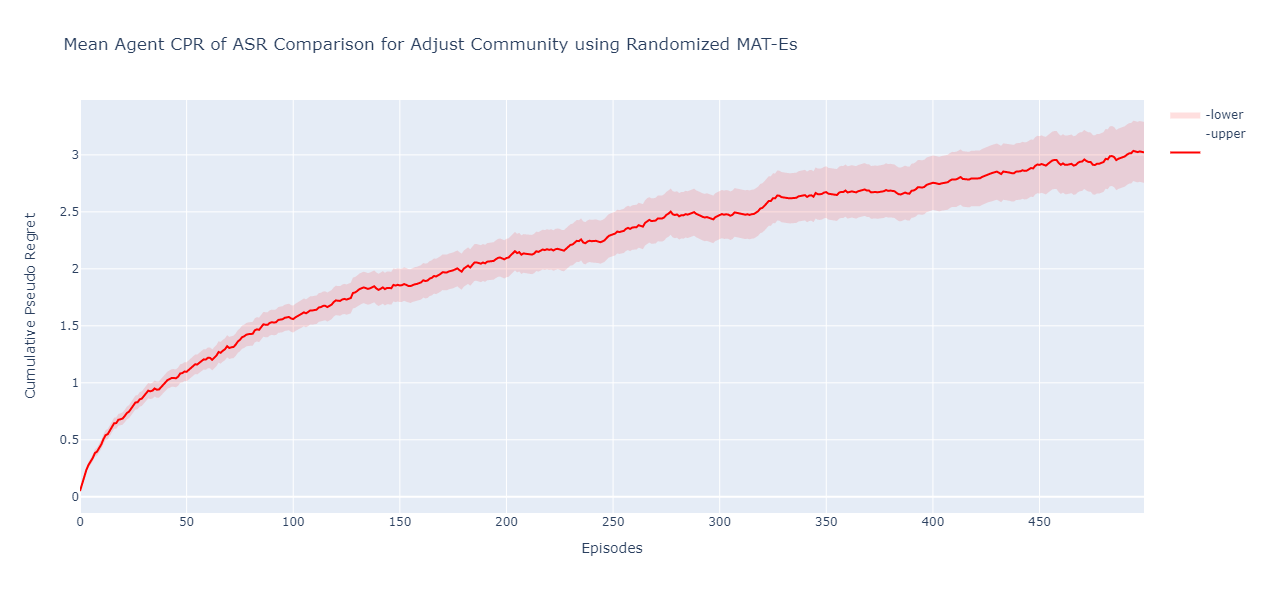 Mean Agent CPR of ASR Comparison for Adjust Community using Randomized MAT-Es
-lower
-upper
Cumulative Pseudo Regret
3
2.5
2
1.5
1
0.5
0
0 50 100 150 200 250 300 350 400 450
Episodes